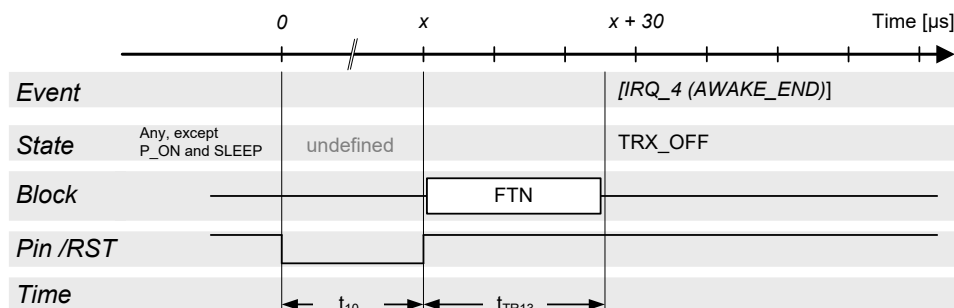 0 x x + 30 Time [µs]
Event [IRQ_4 (AWAKE_END)]
State Any, except P_ON and SLEEP undefined TRX_OFF
Block FTN
Pin /RST
Time t10 tTR13